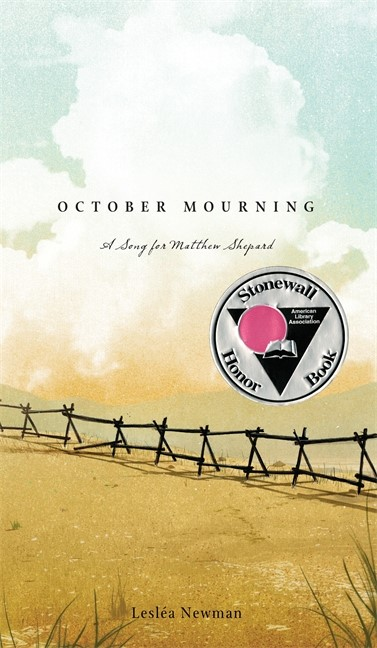 OCTOBER MOURNING
A Song for Matthew Shepard
Stonewall
American
Library
Association
Honor
Book
Lesléa Newman